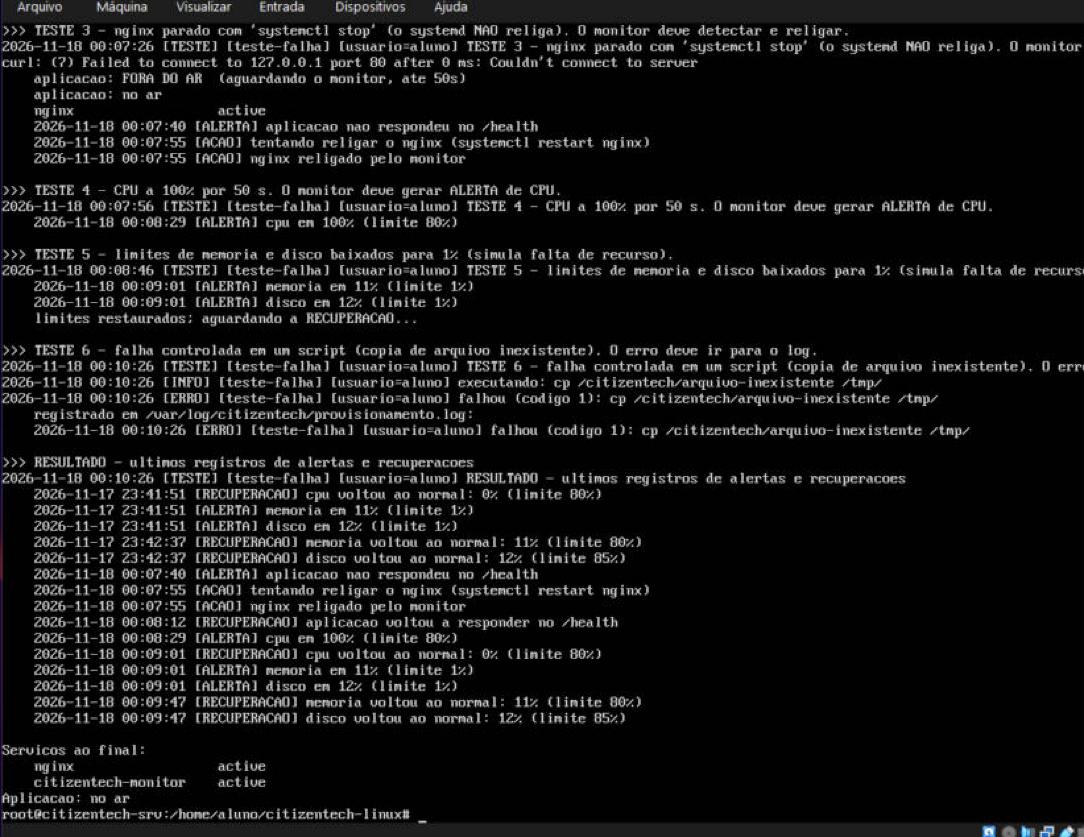 Arquivo Máquina Visualizar Entrada Dispositivos Ajuda
>>> TESTE 3 - nginx parado com 'systemctl stop' (o systemd NAO religa). O monitor deve detectar e religar.
2026-11-18 00:07:26 [TESTE] [teste-falha] [usuario=aluno] TESTE 3 - nginx parado com 'systemctl stop' (o systemd NAO religa). O monitor
curl: (7) Failed to connect to 127.0.0.1 port 80 after 0 ms: Couldn't connect to server
aplicacao: FORA DO AR (aguardando o monitor, ate 50s)
aplicacao: no ar
nginx active
2026-11-18 00:07:40 [ALERTA] aplicacao nao respondeu no /health
2026-11-18 00:07:55 [ACAO] tentando religar o nginx (systemctl restart nginx)
2026-11-18 00:07:55 [ACAO] nginx religado pelo monitor
>>> TESTE 4 - CPU a 100% por 50 s. O monitor deve gerar ALERTA de CPU.
2026-11-18 00:07:56 [TESTE] [teste-falha] [usuario=aluno] TESTE 4 - CPU a 100% por 50 s. O monitor deve gerar ALERTA de CPU.
2026-11-18 00:08:29 [ALERTA] cpu em 100% (limite 80%)
>>> TESTE 5 - limites de memoria e disco baixados para 1% (simula falta de recurso).
2026-11-18 00:08:46 [TESTE] [teste-falha] [usuario=aluno] TESTE 5 - limites de memoria e disco baixados para 1% (simula falta de recurso
2026-11-18 00:09:01 [ALERTA] memoria em 11% (limite 1%)
2026-11-18 00:09:01 [ALERTA] disco em 12% (limite 1%)
limites restaurados; aguardando a RECUPERACAO...
>>> TESTE 6 - falha controlada em um script (copia de arquivo inexistente). O erro deve ir para o log.
2026-11-18 00:10:26 [TESTE] [teste-falha] [usuario=aluno] TESTE 6 - falha controlada em um script (copia de arquivo inexistente). O erro
2026-11-18 00:10:26 [INFO] [teste-falha] [usuario=aluno] executando: cp /citizentech/arquivo-inexistente /tmp/
2026-11-18 00:10:26 [ERRO] [teste-falha] [usuario=aluno] falhou (codigo 1): cp /citizentech/arquivo-inexistente /tmp/
registrado em /var/log/citizentech/provisionamento.log:
2026-11-18 00:10:26 [ERRO] [teste-falha] [usuario=aluno] falhou (codigo 1): cp /citizentech/arquivo-inexistente /tmp/
>>> RESULTADO - ultimos registros de alertas e recuperacoes
2026-11-18 00:10:26 [TESTE] [teste-falha] [usuario=aluno] RESULTADO - ultimos registros de alertas e recuperacoes
2026-11-17 23:41:51 [RECUPERACAO] cpu voltou ao normal: 0% (limite 80%)
2026-11-17 23:41:51 [ALERTA] memoria em 11% (limite 1%)
2026-11-17 23:41:51 [ALERTA] disco em 12% (limite 1%)
2026-11-17 23:42:37 [RECUPERACAO] memoria voltou ao normal: 11% (limite 80%)
2026-11-17 23:42:37 [RECUPERACAO] disco voltou ao normal: 12% (limite 85%)
2026-11-18 00:07:40 [ALERTA] aplicacao nao respondeu no /health
2026-11-18 00:07:55 [ACAO] tentando religar o nginx (systemctl restart nginx)
2026-11-18 00:07:55 [ACAO] nginx religado pelo monitor
2026-11-18 00:08:12 [RECUPERACAO] aplicacao voltou a responder no /health
2026-11-18 00:08:29 [ALERTA] cpu em 100% (limite 80%)
2026-11-18 00:09:01 [RECUPERACAO] cpu voltou ao normal: 0% (limite 80%)
2026-11-18 00:09:01 [ALERTA] memoria em 11% (limite 1%)
2026-11-18 00:09:01 [ALERTA] disco em 12% (limite 1%)
2026-11-18 00:09:47 [RECUPERACAO] memoria voltou ao normal: 11% (limite 80%)
2026-11-18 00:09:47 [RECUPERACAO] disco voltou ao normal: 12% (limite 85%)
Servicos ao final:
nginx active
citizentech-monitor active
Aplicacao: no ar
root@citizentech-srv:/home/aluno/citizentech-linux# _